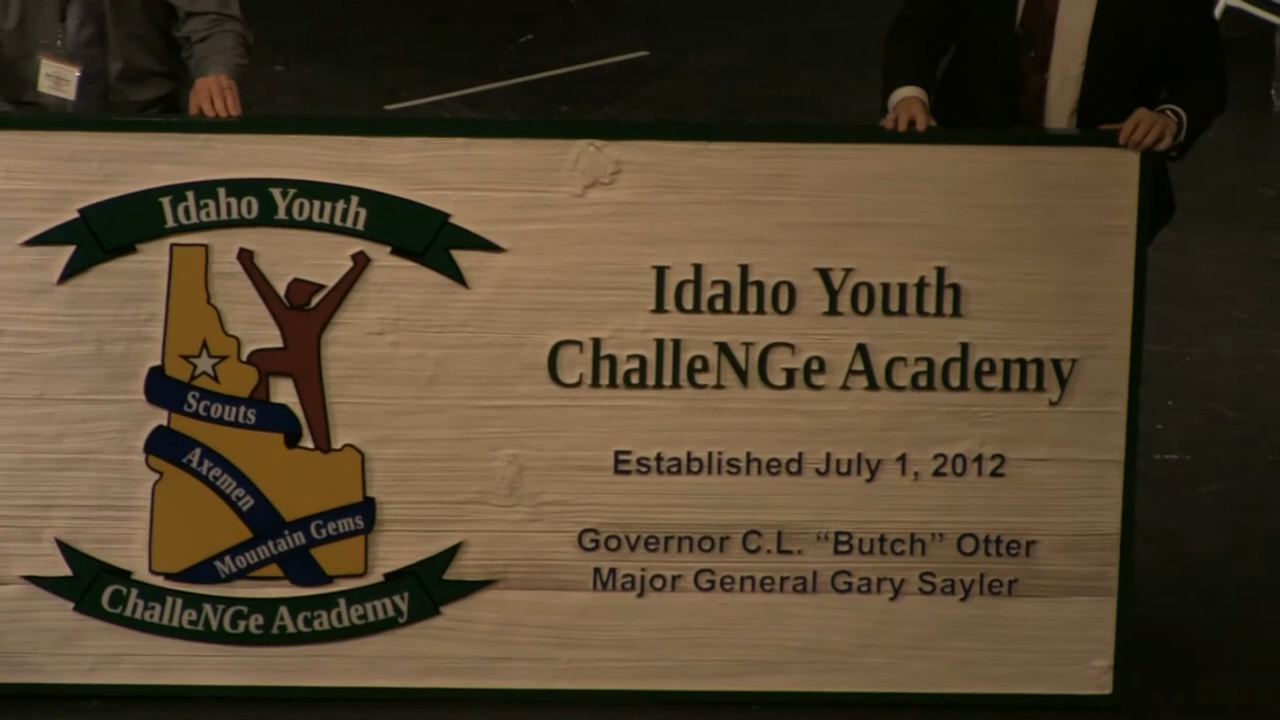 Idaho Youth
Scouts
Axemen
Mountain Gems
ChalleNGe Academy
Idaho Youth
ChalleNGe Academy
Established July 1, 2012
Governor C.L. “Butch” Otter
Major General Gary Sayler